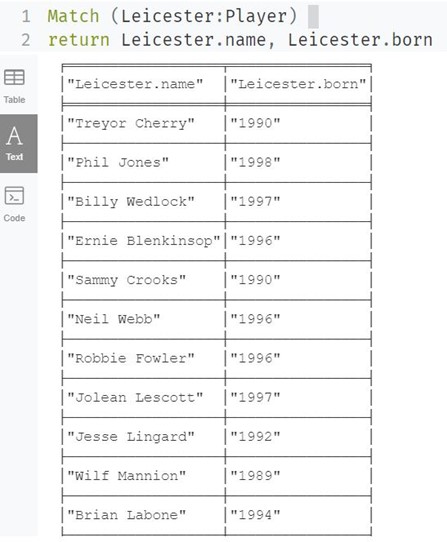 1 Match (Leicester:Player)
2 return Leicester.name, Leicester.born
"Leicester.name" "Leicester.born"
Table
"Treyor Cherry" "1990"
A
Text
"Phil Jones" "1998"
"Billy Wedlock" "1997"
Code
"Ernie Blenkinsop" "1996"
"Sammy Crooks" "1990"
"Neil Webb" "1996"
"Robbie Fowler" "1996"
"Jolean Lescott" "1997"
"Jesse Lingard" "1992"
"Wilf Mannion" "1989"
"Brian Labone" "1994"